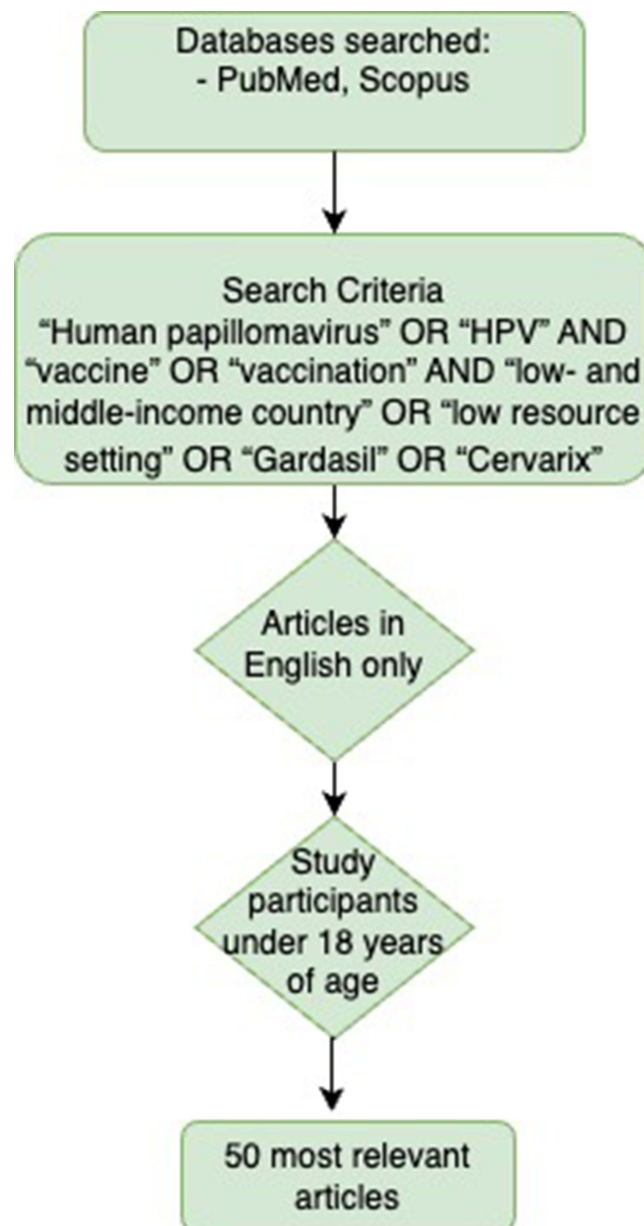 Databases searched:
- PubMed, Scopus
Search Criteria
“Human papillomavirus” OR “HPV” AND
“vaccine” OR “vaccination” AND “low- and
middle-income country” OR “low resource
setting” OR “Gardasil” OR “Cervarix”
Articles in
English only
Study
participants
under 18 years
of age
50 most relevant
articles